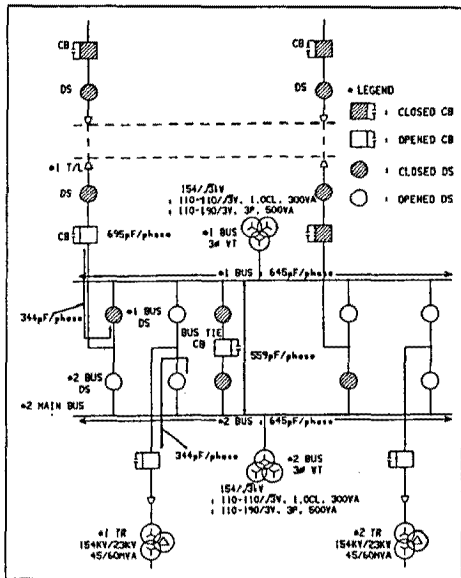 CB
CB
DS
DS
* LEGEND
: CLOSED CB
: OPENED CB
: CLOSED DS
: OPENED DS
*1 T/L
DS
154/√3kV
: 110-110/√3V, 1.0CL, 300VA
: 110-190/3V, 3P, 500VA
CB
695pF/phase
*1 BUS
3ø VT
*1 BUS : 645pF/phase
344pF/phase
*1 BUS
DS
BUS TIE
CB
559pF/phase
*2 BUS
DS
*2 MAIN BUS
*2 BUS : 645pF/phase
344pF/phase
*2 BUS
3ø VT
154/√3kV
: 110-110/√3V, 1.0CL, 300VA
: 110-190/3V, 3P, 500VA
*1 TR
154KV/23KV
45/60MVA
*2 TR
154KV/23KV
45/60MVA